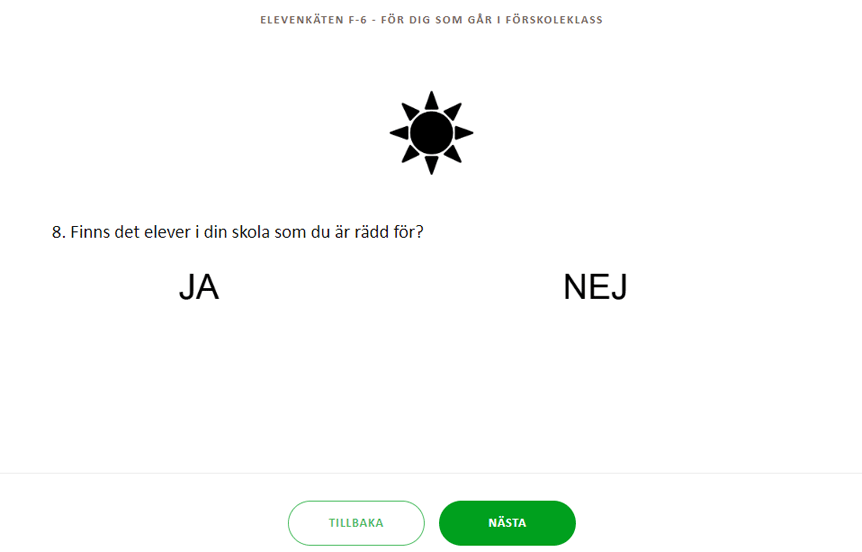 ELEVENKÄTEN F-6 - FÖR DIG SOM GÅR I FÖRSKOLEKLASS
8. Finns det elever i din skola som du är rädd för?
JA NEJ
TILLBAKA NÄSTA